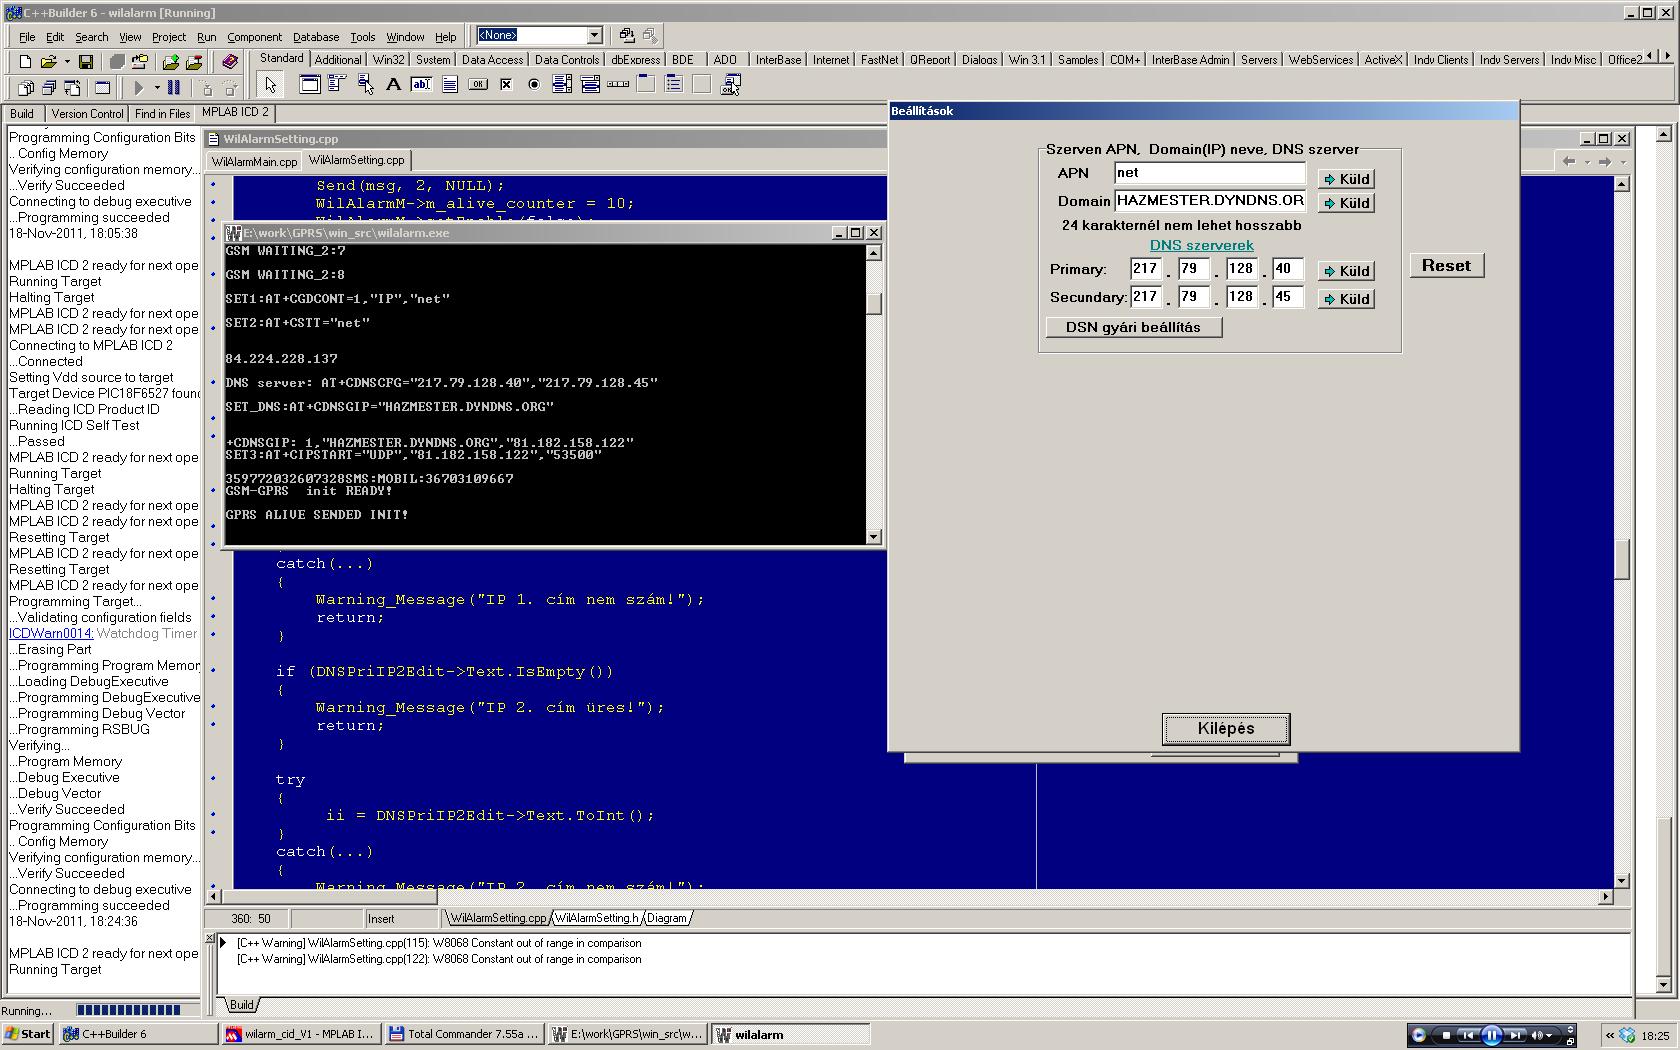 C++Builder 6 - wilalarm [Running]
File Edit Search View Project Run Component Database Tools Window Help <None>
Standard Additional Win32 System Data Access Data Controls dbExpress BDE ADO InterBase Internet FastNet QReport Dialogs Win 3.1 Samples COM+ InterBase Admin Servers WebServices ActiveX Indy Clients Indy Servers Indy Misc Office2
Build Version Control Find in Files MPLAB ICD 2
Programming Configuration Bits
.. Config Memory
Verifying configuration memory...
...Verify Succeeded
Connecting to debug executive
...Programming succeeded
18-Nov-2011, 18:05:38
MPLAB ICD 2 ready for next ope
Running Target
Halting Target
MPLAB ICD 2 ready for next ope
MPLAB ICD 2 ready for next ope
Connecting to MPLAB ICD 2
...Connected
Setting Vdd source to target
Target Device PIC18F6527 foun
...Reading ICD Product ID
Running ICD Self Test
...Passed
MPLAB ICD 2 ready for next ope
Running Target
Halting Target
MPLAB ICD 2 ready for next ope
MPLAB ICD 2 ready for next ope
Resetting Target
MPLAB ICD 2 ready for next ope
Resetting Target
MPLAB ICD 2 ready for next ope
Programming Target...
...Validating configuration fields
ICDWarn0014: Watchdog Timer
...Erasing Part
...Programming Program Memor
...Loading DebugExecutive
...Programming DebugExecutive
...Programming Debug Vector
...Programming RSBUG
Verifying...
...Program Memory
...Debug Executive
...Debug Vector
...Verify Succeeded
Programming Configuration Bits
.. Config Memory
Verifying configuration memory...
...Verify Succeeded
Connecting to debug executive
...Programming succeeded
18-Nov-2011, 18:24:36
MPLAB ICD 2 ready for next ope
Running Target
Running...
WilAlarmSetting.cpp
WilAlarmMain.cpp WilAlarmSetting.cpp
Send(msg, 2, NULL);
WilAlarmM->m_alive_counter = 10;
E:\work\GPRS\win_src\wilalarm.exe
GSM WAITING_2:7
GSM WAITING_2:8
SET1:AT+CGDCONT=1,"IP","net"
SET2:AT+CSTT="net"
84.224.228.137
DNS server: AT+CDNSCFG="217.79.128.40","217.79.128.45"
SET_DNS:AT+CDNSGIP="HAZMESTER.DYNDNS.ORG"
+CDNSGIP: 1,"HAZMESTER.DYNDNS.ORG","81.182.158.122"
SET3:AT+CIPSTART="UDP","81.182.158.122","53500"
359772032607328SMS:MOBIL:36703109667
GSM-GPRS init READY!
GPRS ALIVE SENDED INIT!
catch(...)
{
Warning_Message("IP 1. cím nem szám!");
return;
}
if (DNSPriIP2Edit->Text.IsEmpty())
{
Warning_Message("IP 2. cím üres!");
return;
}
try
{
ii = DNSPriIP2Edit->Text.ToInt();
}
catch(...)
{
Warning_Message("IP 2. cím nem szám!");
360: 50 Insert \WilAlarmSetting.cpp WilAlarmSetting.h Diagram
[C++ Warning] WilAlarmSetting.cpp(115): W8068 Constant out of range in comparison
[C++ Warning] WilAlarmSetting.cpp(122): W8068 Constant out of range in comparison
Build
Beállítások
Szerven APN, Domain(IP) neve, DNS szerver
APN net Küld
Domain HAZMESTER.DYNDNS.OR Küld
24 karakternél nem lehet hosszabb
DNS szerverek
Primary: 217 . 79 . 128 . 40 Küld
Secundary: 217 . 79 . 128 . 45 Küld
DSN gyári beállítás
Reset
Kilépés
Start C++Builder 6 wilarm_cid_V1 - MPLAB I... Total Commander 7.55a ... E:\work\GPRS\win_src\w... wilalarm 18:25